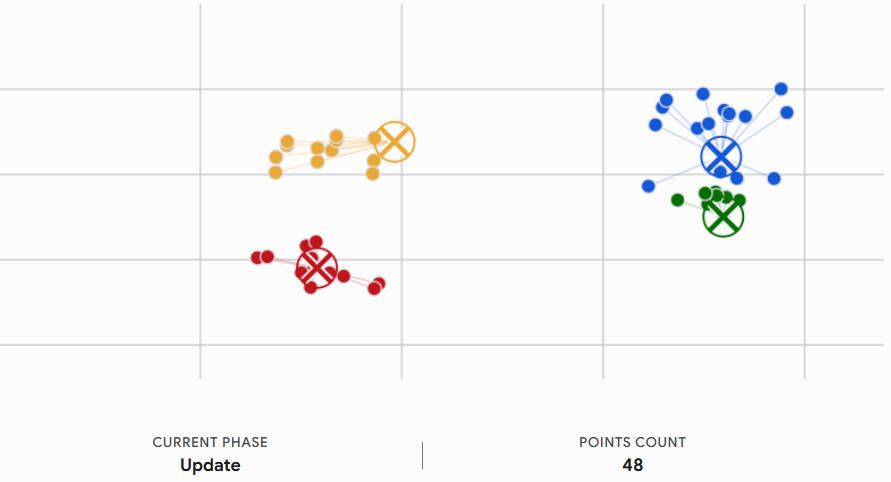 CURRENT PHASE
Update
POINTS COUNT
48